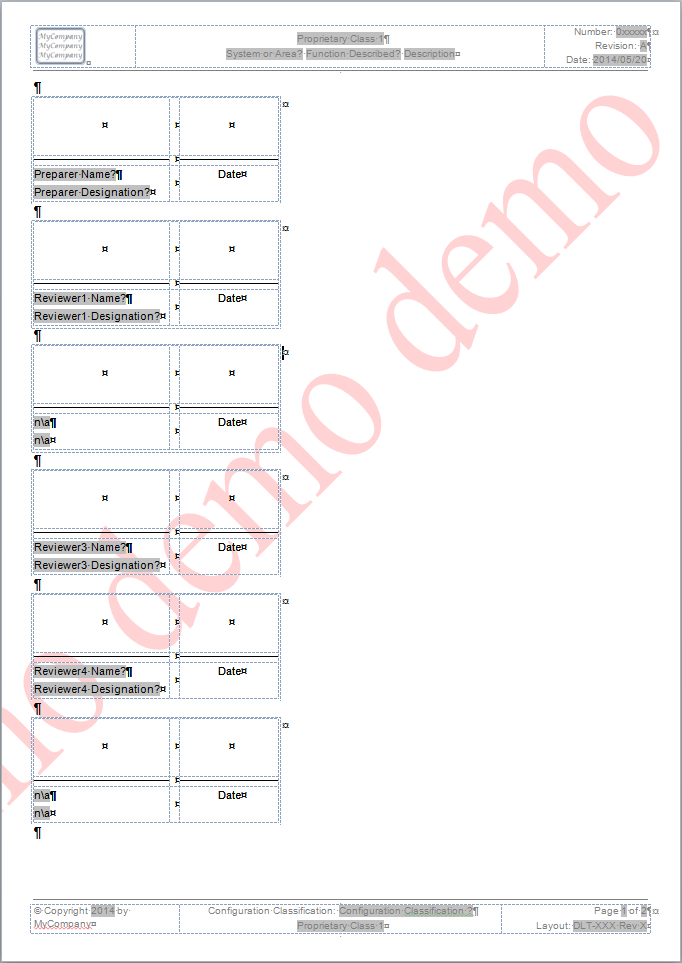 MyCompany
MyCompany
MyCompany
Proprietary Class 1
System or Area? Function Described? Description
Number: 0xxxxx
Revision: A
Date: 2014/05/20
Preparer Name?
Preparer Designation?
Date
Reviewer1 Name?
Reviewer1 Designation?
Date
n\a
n\a
Date
Reviewer3 Name?
Reviewer3 Designation?
Date
Reviewer4 Name?
Reviewer4 Designation?
Date
n\a
n\a
Date
demo demo
© Copyright 2014 by
MyCompany
Configuration Classification: Configuration Classification ?
Proprietary Class 1
Page 1 of 2
Layout: DLT-XXX Rev X